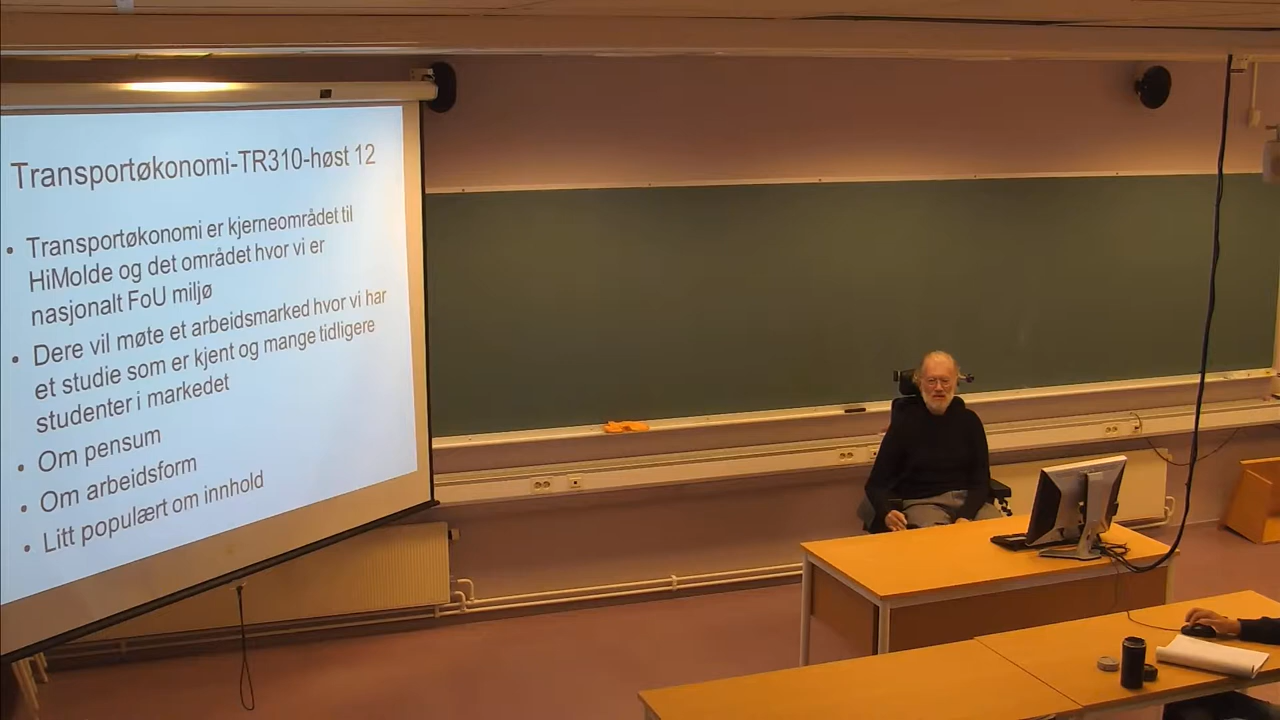 Transportøkonomi-TR310-høst 12
• Transportøkonomi er kjerneområdet til
HiMolde og det området hvor vi er
nasjonalt FoU miljø
• Dere vil møte et arbeidsmarked hvor vi har
et studie som er kjent og mange tidligere
studenter i markedet
• Om pensum
• Om arbeidsform
• Litt populært om innhold